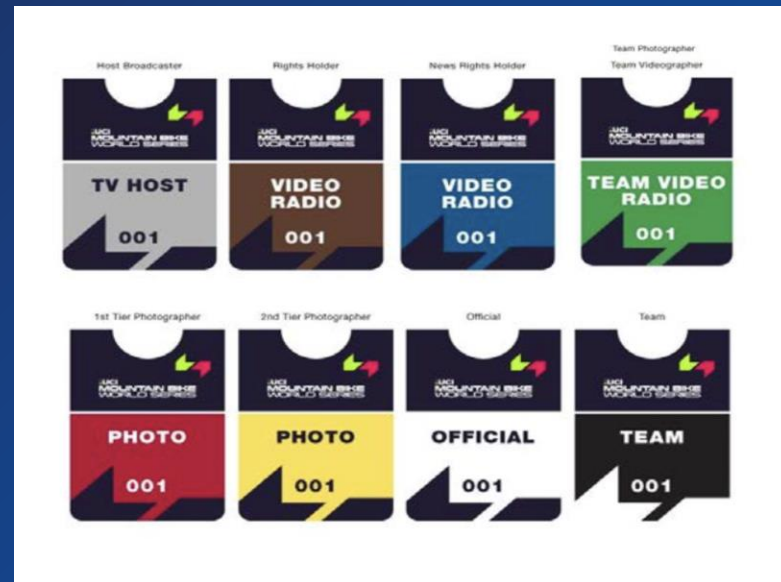 Host Broadcaster
Rights Holder
News Rights Holder
Team Photographer
Team Videographer
UCI
MOUNTAIN BIKE
WORLD SERIES
UCI
MOUNTAIN BIKE
WORLD SERIES
UCI
MOUNTAIN BIKE
WORLD SERIES
UCI
MOUNTAIN BIKE
WORLD SERIES
TV HOST
001
VIDEO
RADIO
001
VIDEO
RADIO
001
TEAM VIDEO
RADIO
001
1st Tier Photographer
2nd Tier Photographer
Official
Team
UCI
MOUNTAIN BIKE
WORLD SERIES
UCI
MOUNTAIN BIKE
WORLD SERIES
UCI
MOUNTAIN BIKE
WORLD SERIES
UCI
MOUNTAIN BIKE
WORLD SERIES
PHOTO
001
PHOTO
001
OFFICIAL
001
TEAM
001